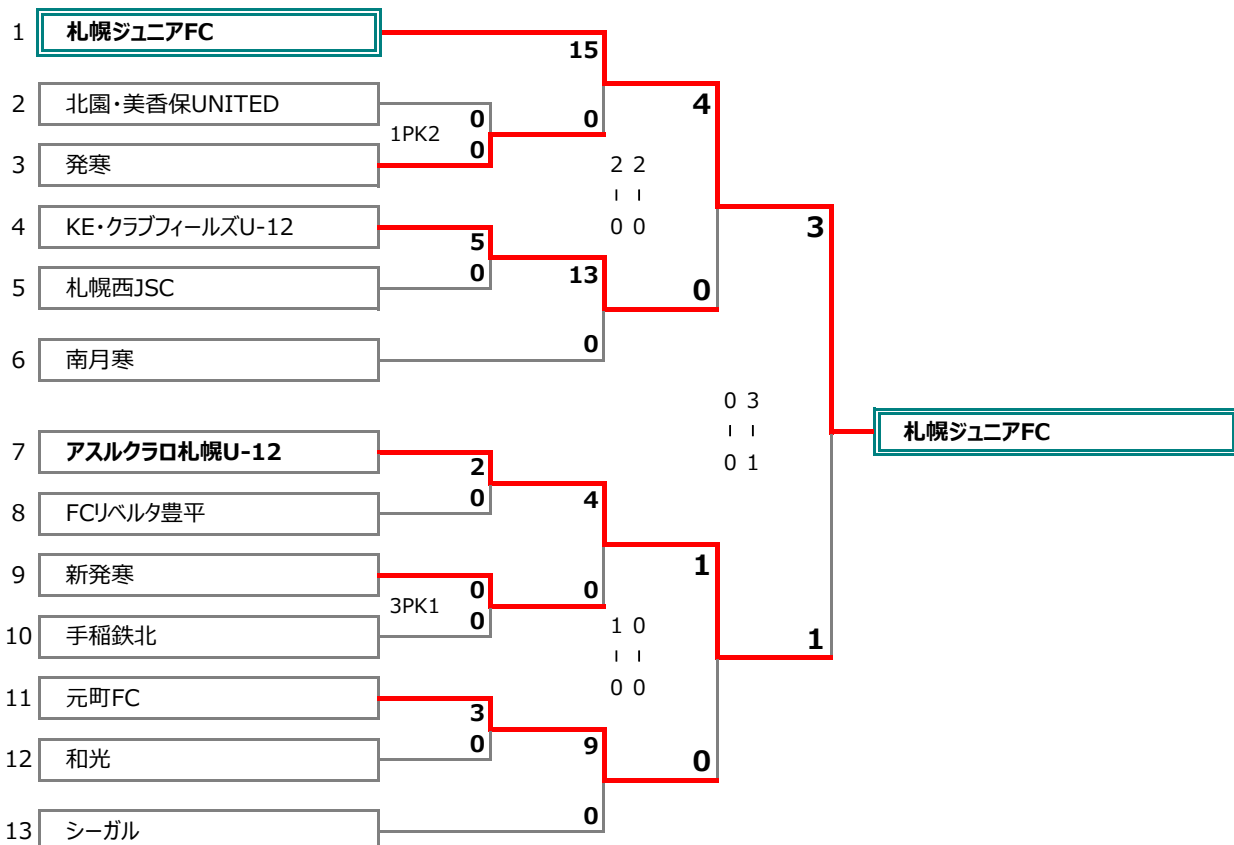 1 札幌ジュニアFC
15
2 北園・美香保UNITED
0
1PK2
0
0
4
3 発寒
2 2
ı ı
0 0
4 KE・クラブフィールズU-12
5
3
5 札幌西JSC
0
13
0
6 南月寒
0
0 3
ı ı
0 1
札幌ジュニアFC
7 アスルクラロ札幌U-12
2
8 FCリベルタ豊平
0
4
9 新発寒
0
3PK1
0
0
1
10 手稲鉄北
1 0
ı ı
0 0
1
11 元町FC
3
12 和光
0
9
0
13 シーガル
0